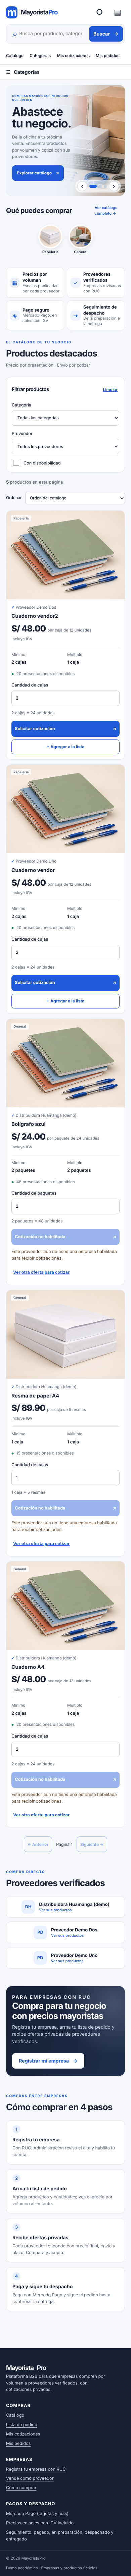 M MayoristaPro
Busca por producto, categorí
Buscar →
Catálogo Categorías Mis cotizaciones Mis pedidos
☰ Categorías
COMPRAS MAYORISTAS, NEGOCIOS QUE CRECEN
Abastece
tu negocio.
Encuentra productos de oficina y papelería. Revisa precios por volumen y cotiza con proveedores
Explorar catálogo
Qué puedes comprar
Ver catálogo
completo →
Papelería
General
Precios por
volumen
Escalas publicadas
por cada proveedor
Proveedores
verificados
Empresas revisadas
con RUC
Pago seguro
Mercado Pago, en
soles con IGV
Seguimiento de
despacho
De la preparación a
la entrega
EL CATÁLOGO DE TU NEGOCIO
Productos destacados
Precio por presentación · Envío por cotizar
Filtrar productos
Limpiar
Categoría
Todas las categorías
Proveedor
Todos los proveedores
Con disponibilidad
5 productos en esta página
Ordenar
Orden del catálogo
Papelería
✓ Proveedor Demo Dos
Cuaderno vendor2
S/ 48.00 por caja de 12 unidades
Incluye IGV
Mínimo
2 cajas
Múltiplo
1 caja
20 presentaciones disponibles
Cantidad de cajas
2
2 cajas = 24 unidades
Solicitar cotización
+ Agregar a la lista
Papelería
✓ Proveedor Demo Uno
Cuaderno vendor
S/ 48.00 por caja de 12 unidades
Incluye IGV
Mínimo
2 cajas
Múltiplo
1 caja
20 presentaciones disponibles
Cantidad de cajas
2
2 cajas = 24 unidades
Solicitar cotización
+ Agregar a la lista
General
✓ Distribuidora Huamanga (demo)
Bolígrafo azul
S/ 24.00 por paquete de 24 unidades
Incluye IGV
Mínimo
2 paquetes
Múltiplo
2 paquetes
48 presentaciones disponibles
Cantidad de paquetes
2
2 paquetes = 48 unidades
Cotización no habilitada
Este proveedor aún no tiene una empresa habilitada
para recibir cotizaciones.
Ver otra oferta para cotizar
General
✓ Distribuidora Huamanga (demo)
Resma de papel A4
S/ 89.90 por caja de 5 resmas
Incluye IGV
Mínimo
1 caja
Múltiplo
1 caja
15 presentaciones disponibles
Cantidad de cajas
1
1 caja = 5 resmas
Cotización no habilitada
Este proveedor aún no tiene una empresa habilitada
para recibir cotizaciones.
Ver otra oferta para cotizar
General
✓ Distribuidora Huamanga (demo)
Cuaderno A4
S/ 48.00 por caja de 12 unidades
Incluye IGV
Mínimo
2 cajas
Múltiplo
1 caja
20 presentaciones disponibles
Cantidad de cajas
2
2 cajas = 24 unidades
Cotización no habilitada
Este proveedor aún no tiene una empresa habilitada
para recibir cotizaciones.
Ver otra oferta para cotizar
← Anterior Página 1 Siguiente →
COMPRA DIRECTO
Proveedores verificados
DH
Distribuidora Huamanga (demo)
Ver sus productos
PD
Proveedor Demo Dos
Ver sus productos
PD
Proveedor Demo Uno
Ver sus productos
PARA EMPRESAS CON RUC
Compra para tu negocio
con precios mayoristas
Registra tu empresa, arma tu lista de pedido y
recibe ofertas privadas de proveedores
verificados.
Registrar mi empresa →
COMPRAS ENTRE EMPRESAS
Cómo comprar en 4 pasos
1
Registra tu empresa
Con RUC. Administración revisa el alta y habilita tu
cuenta.
2
Arma tu lista de pedido
Agrega productos y cantidades, ves el precio por
volumen al instante.
3
Recibe ofertas privadas
Cada proveedor responde con precio final, envío y
plazo. Compara y acepta.
4
Paga y sigue tu despacho
Paga con Mercado Pago y sigue el pedido hasta
confirmar la entrega.
Mayorista Pro
Plataforma B2B para que empresas compren por
volumen a proveedores verificados, con
cotizaciones privadas.
COMPRAR
Catálogo
Lista de pedido
Mis cotizaciones
Mis pedidos
EMPRESAS
Registra tu empresa con RUC
Vende como proveedor
Cómo comprar
PAGOS Y DESPACHO
Mercado Pago (tarjetas y más)
Precios en soles con IGV incluido
Seguimiento: pagado, en preparación, despachado y
entregado
© 2026 MayoristaPro.
Demo académica · Empresas y productos ficticios